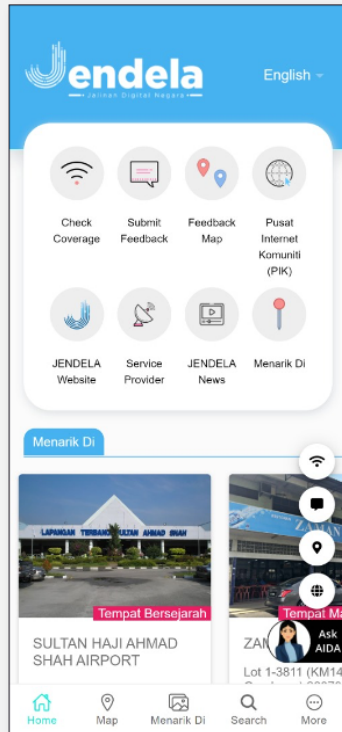 Jendela
Jalinan Digital Negara
English
Check
Coverage
Submit
Feedback
Feedback
Map
Pusat
Internet
Komuniti
(PIK)
JENDELA
Website
Service
Provider
JENDELA
News
Menarik Di
Menarik Di
LAPANGAN TERBANG SULTAN AHMAD SHAH
ZAMAN
Tempat Bersejarah
Tempat Ma
SULTAN HAJI AHMAD
SHAH AIRPORT
ZAM
Lot 1-3811 (KM14
Ask
AIDA
Home
Map
Menarik Di
Search
More